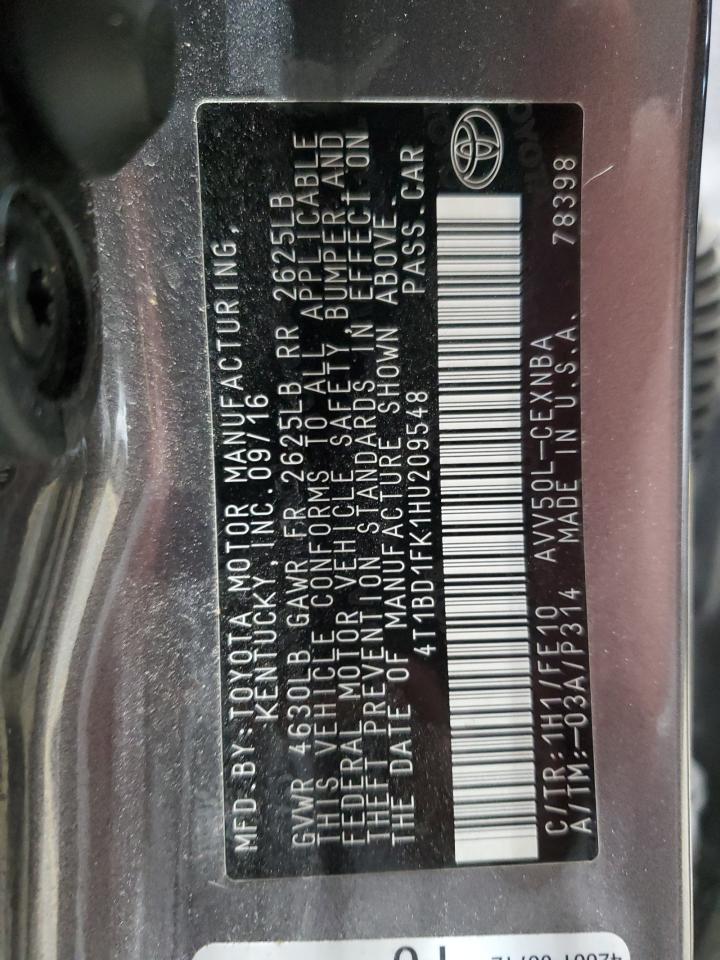 MFD.BY:TOYOTA MOTOR MANUFACTURING,
KENTUCKY,INC.09/16
GVWR 4630LB GAWR FR 2625LB RR 2625LB
THIS VEHICLE CONFORMS TO ALL APPLICABLE
FEDERAL MOTOR VEHICLE SAFETY,BUMPER,AND
THEFT PREVENTION STANDARDS IN EFFECT ON
THE DATE OF MANUFACTURE SHOWN ABOVE.
4T1BD1FK1HU209548 PASS.CAR
C/TR:1H1/FE10 AVV50L-CEXNBA
A/TM:-03A/P314 MADE IN U.S.A. 78398